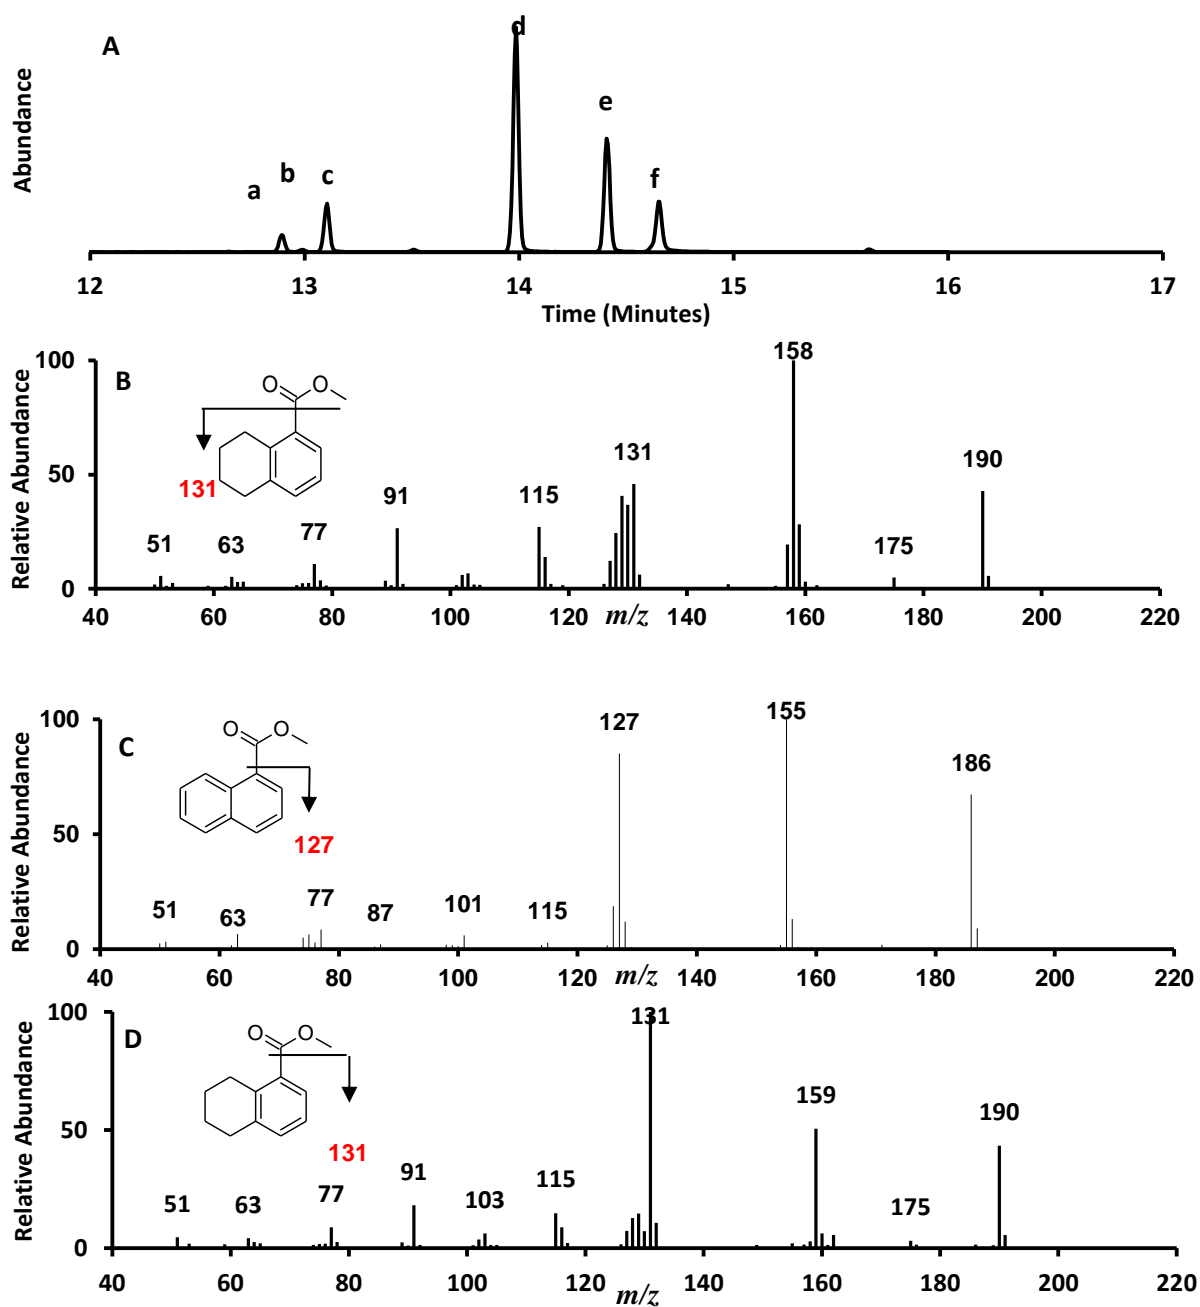 A
d
e
b
c
a
f
Abundance
12 13 14 15 16 17
Time (Minutes)
B
O
O
131
51 63 77 91 115 131 158 175 190
100
50
0
Relative Abundance
40 60 80 100 120 m/z 140 160 180 200 220
C
O
O
127
51 63 77 87 101 115 127 155 186
100
50
0
Relative Abundance
40 60 80 100 120 m/z 140 160 180 200 220
D
O
O
131
51 63 77 91 103 115 131 159 175 190
100
50
0
Relative Abundance
40 60 80 100 120 m/z 140 160 180 200 220